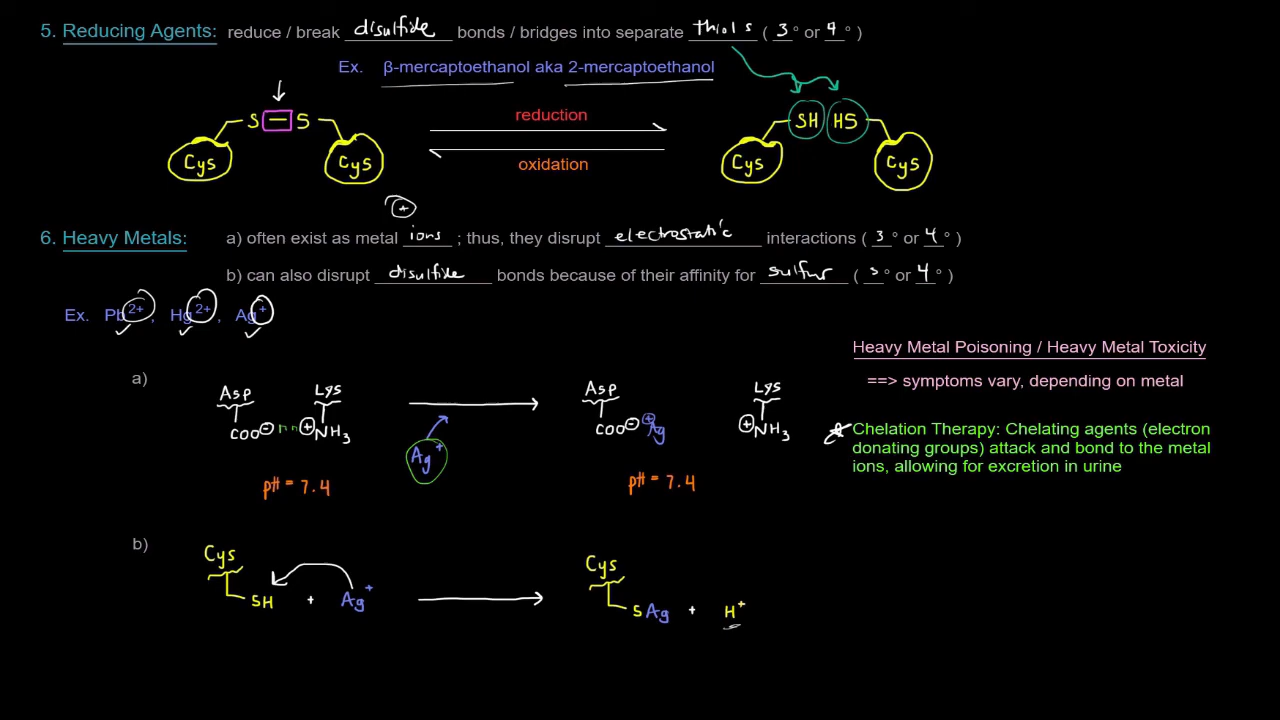 5. Reducing Agents: reduce / break disulfide bonds / bridges into separate thiols ( 3 ° or 4 ° )
Ex. β-mercaptoethanol aka 2-mercaptoethanol
S – S
reduction
SH HS
Cys Cys
oxidation
Cys Cys
+
6. Heavy Metals: a) often exist as metal ions ; thus, they disrupt electrostatic interactions ( 3 ° or 4 ° )
b) can also disrupt disulfide bonds because of their affinity for sulfur ( 3 ° or 4 ° )
Ex. Pb2+, Hg2+, Ag+
Heavy Metal Poisoning / Heavy Metal Toxicity
==> symptoms vary, depending on metal
a)
Asp Lys Asp Lys
COO⊖ ⊕NH3 COO⊖ ⊕Ag ⊕NH3
Ag+
Chelation Therapy: Chelating agents (electron
donating groups) attack and bond to the metal
ions, allowing for excretion in urine
pH = 7.4 pH = 7.4
b)
Cys Cys
SH + Ag+ SAg + H+